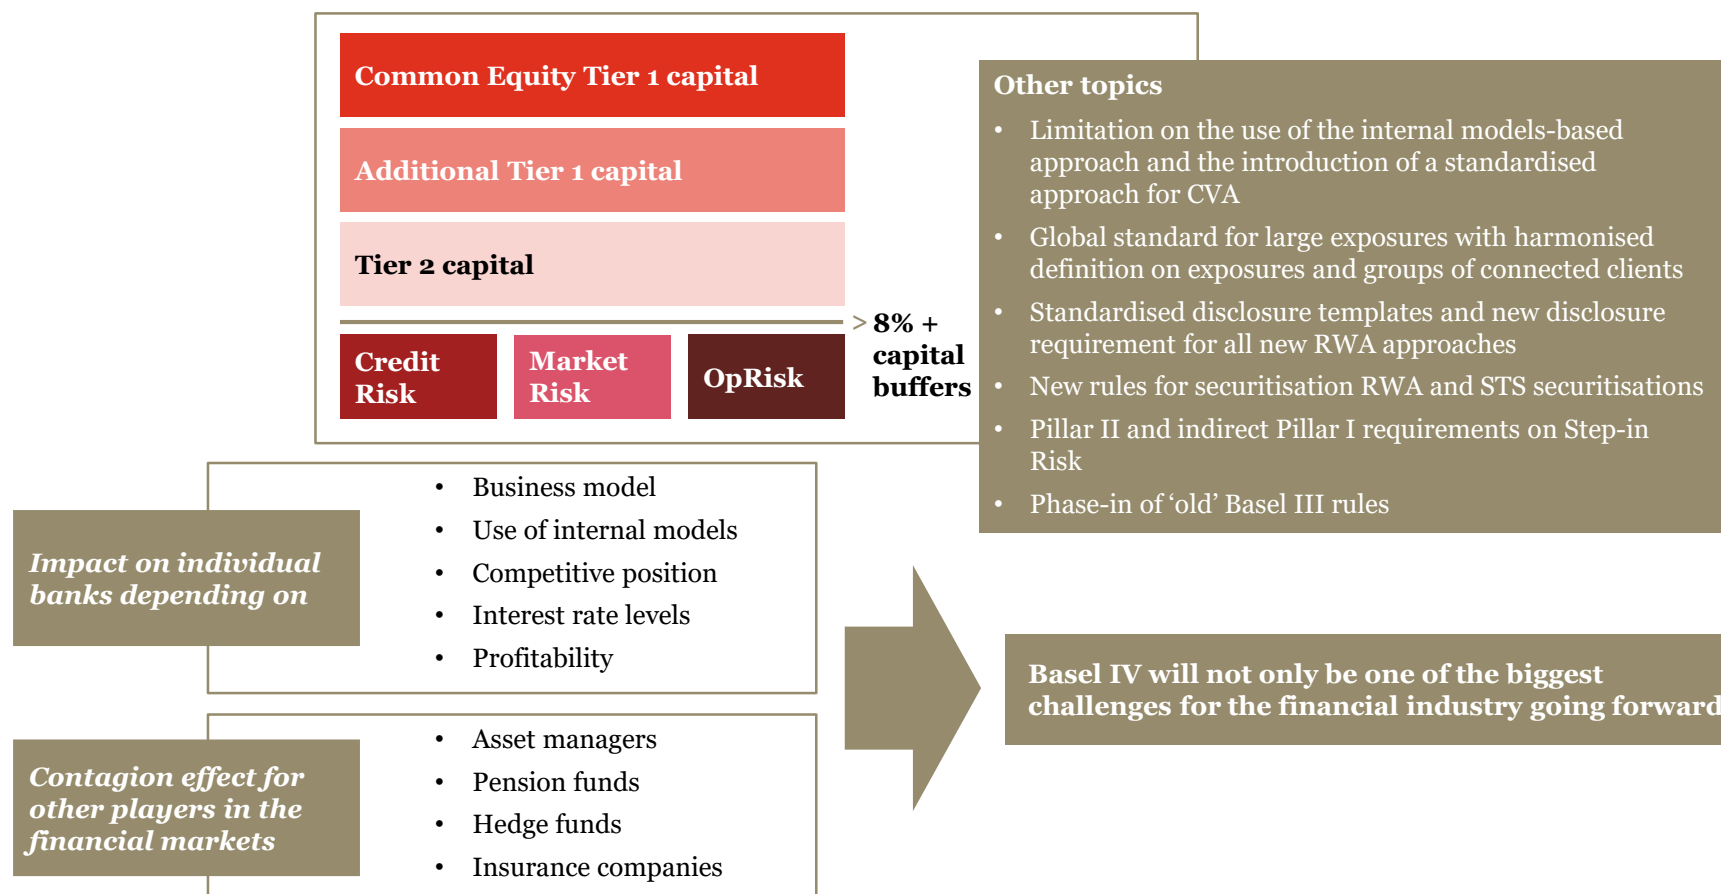 Common Equity Tier 1 capital
Additional Tier 1 capital
Tier 2 capital
> 8% +
capital
buffers
Credit
Risk
Market
Risk
OpRisk
Other topics
• Limitation on the use of the internal models-based
approach and the introduction of a standardised
approach for CVA
• Global standard for large exposures with harmonised
definition on exposures and groups of connected clients
• Standardised disclosure templates and new disclosure
requirement for all new RWA approaches
• New rules for securitisation RWA and STS securitisations
• Pillar II and indirect Pillar I requirements on Step-in
Risk
• Phase-in of ‘old’ Basel III rules
Impact on individual
banks depending on
• Business model
• Use of internal models
• Competitive position
• Interest rate levels
• Profitability
Contagion effect for
other players in the
financial markets
• Asset managers
• Pension funds
• Hedge funds
• Insurance companies
Basel IV will not only be one of the biggest
challenges for the financial industry going forward